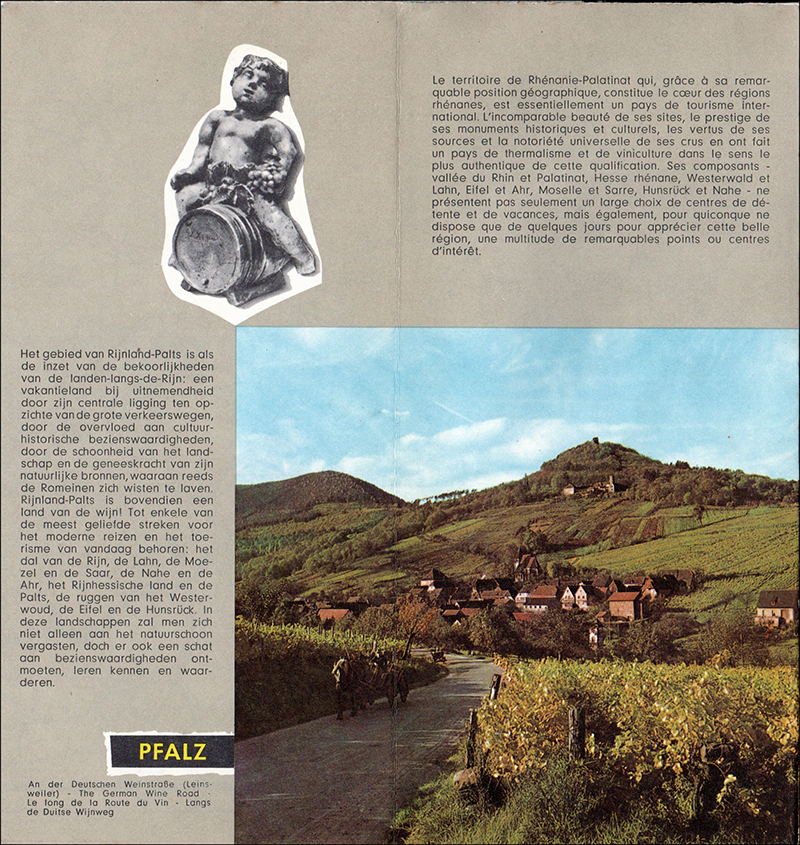 Le territoire de Rhénanie-Palatinat qui, grâce à sa remar-
quable position géographique, constitue le cœur des régions
rhénanes, est essentiellement un pays de tourisme inter-
national. L'incomparable beauté de ses sites, le prestige de
ses monuments historiques et culturels, les vertus de ses
sources et la notoriété universelle de ses crus en ont fait
un pays de thermalisme et de viniculture dans le sens le
plus authentique de cette qualification. Ses composants -
vallée du Rhin et Palatinat, Hesse rhénane, Westerwald et
Lahn, Eifel et Ahr, Moselle et Sarre, Hunsrück et Nahe - ne
présentent pas seulement un large choix de centres de dé-
tente et de vacances, mais également, pour quiconque ne
dispose que de quelques jours pour apprécier cette belle
région, une multitude de remarquables points ou centres
d'intérêt.
Het gebied van Rijnland-Palts is als
de inzet van de bekoorlijkheden
van de landen-langs-de-Rijn: een
vakantieland bij uitnemendheid
door zijn centrale ligging ten op-
zichte van de grote verkeerswegen,
door de overvloed aan cultuur-
historische bezienswaardigheden,
door de schoonheid van het land-
schap en de geneeskracht van zijn
natuurlijke bronnen, waaraan reeds
de Romeinen zich wisten te laven.
Rijnland-Palts is bovendien een
land van de wijn! Tot enkele van
de meest geliefde streken voor
het moderne reizen en het toe-
risme van vandaag behoren: het
dal van de Rijn, de Lahn, de Moe-
zel en de Saar, de Nahe en de
Ahr, het Rijnhessische land en de
Palts, de ruggen van het Wester-
woud, de Eifel en de Hunsrück. In
deze landschappen zal men zich
niet alleen aan het natuurschoon
vergasten, doch er ook een schat
aan bezienswaardigheden ont-
moeten, leren kennen en waar-
deren.
PFALZ
An der Deutschen Weinstraße (Leins-
weiler) - The German Wine Road -
Le long de la Route du Vin - Langs
de Duitse Wijnweg